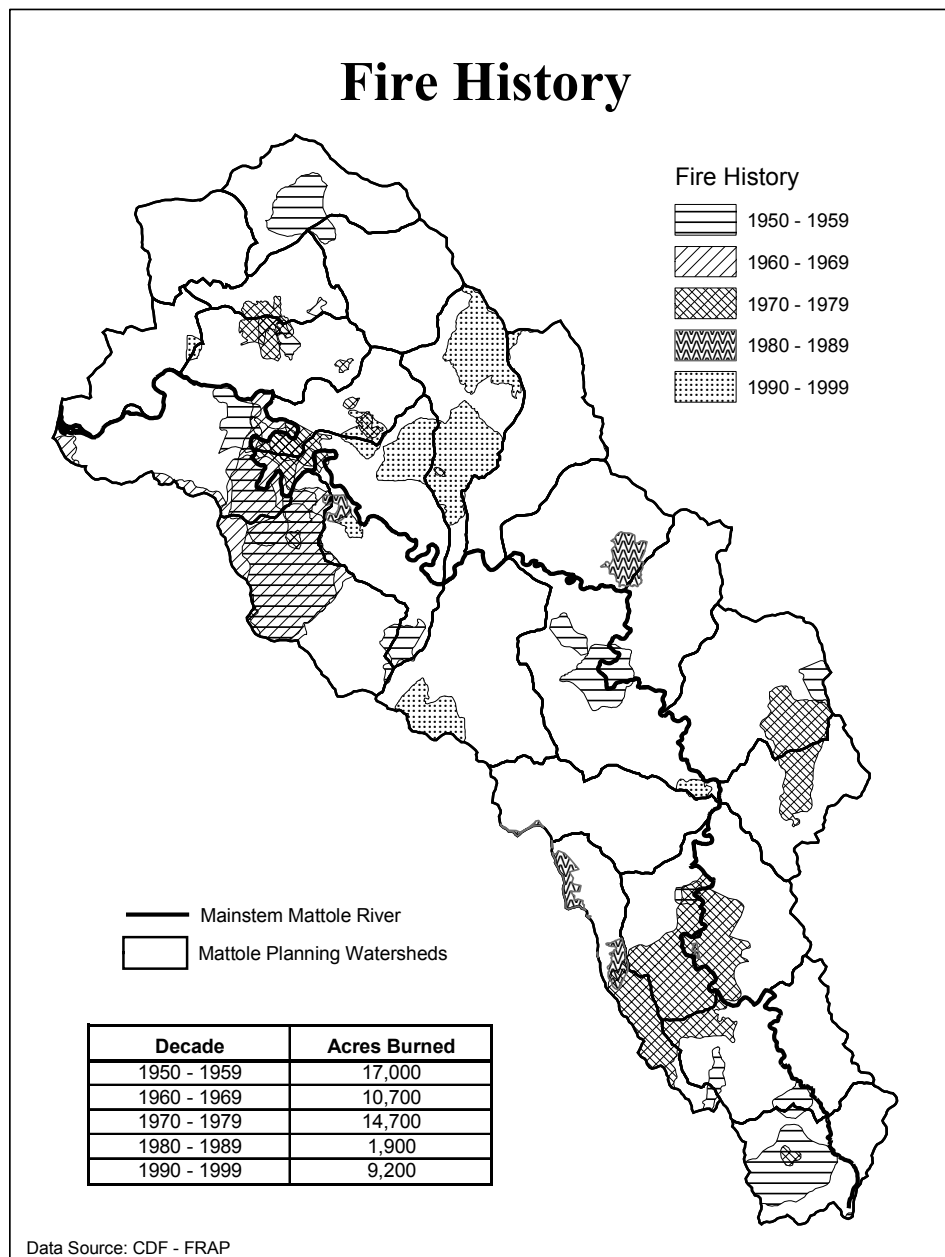 Fire History
Fire History
1950 - 1959
1960 - 1969
1970 - 1979
1980 - 1989
1990 - 1999
Mainstem Mattole River
Mattole Planning Watersheds
Decade Acres Burned
1950 - 1959 17,000
1960 - 1969 10,700
1970 - 1979 14,700
1980 - 1989 1,900
1990 - 1999 9,200
Data Source: CDF - FRAP